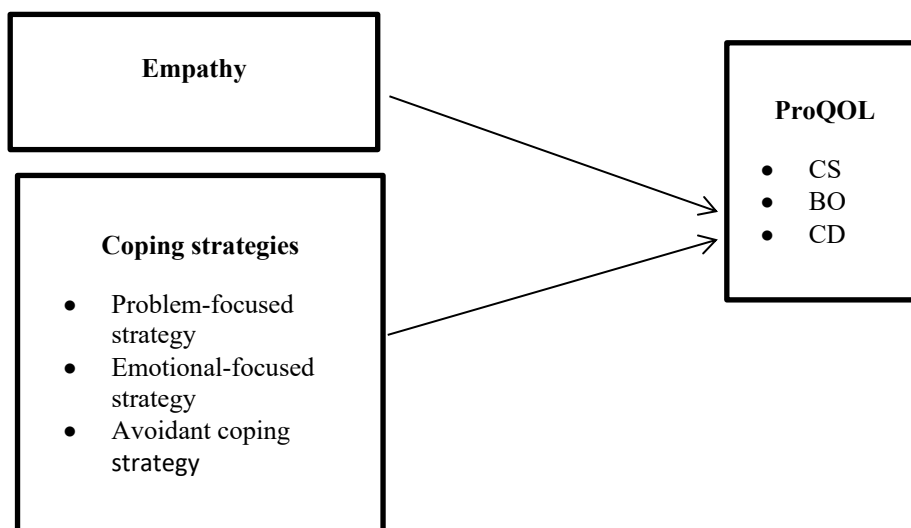 Empathy
Coping strategies
● Problem-focused
strategy
● Emotional-focused
strategy
● Avoidant coping
strategy
ProQOL
● CS
● BO
● CD